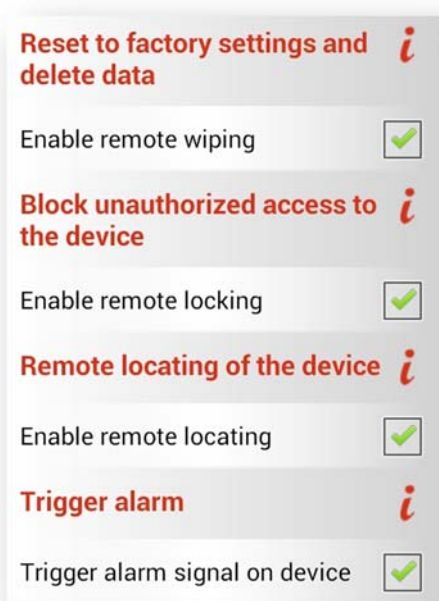 Reset to factory settings and
delete data
Enable remote wiping
Block unauthorized access to
the device
Enable remote locking
Remote locating of the device
Enable remote locating
Trigger alarm
Trigger alarm signal on device